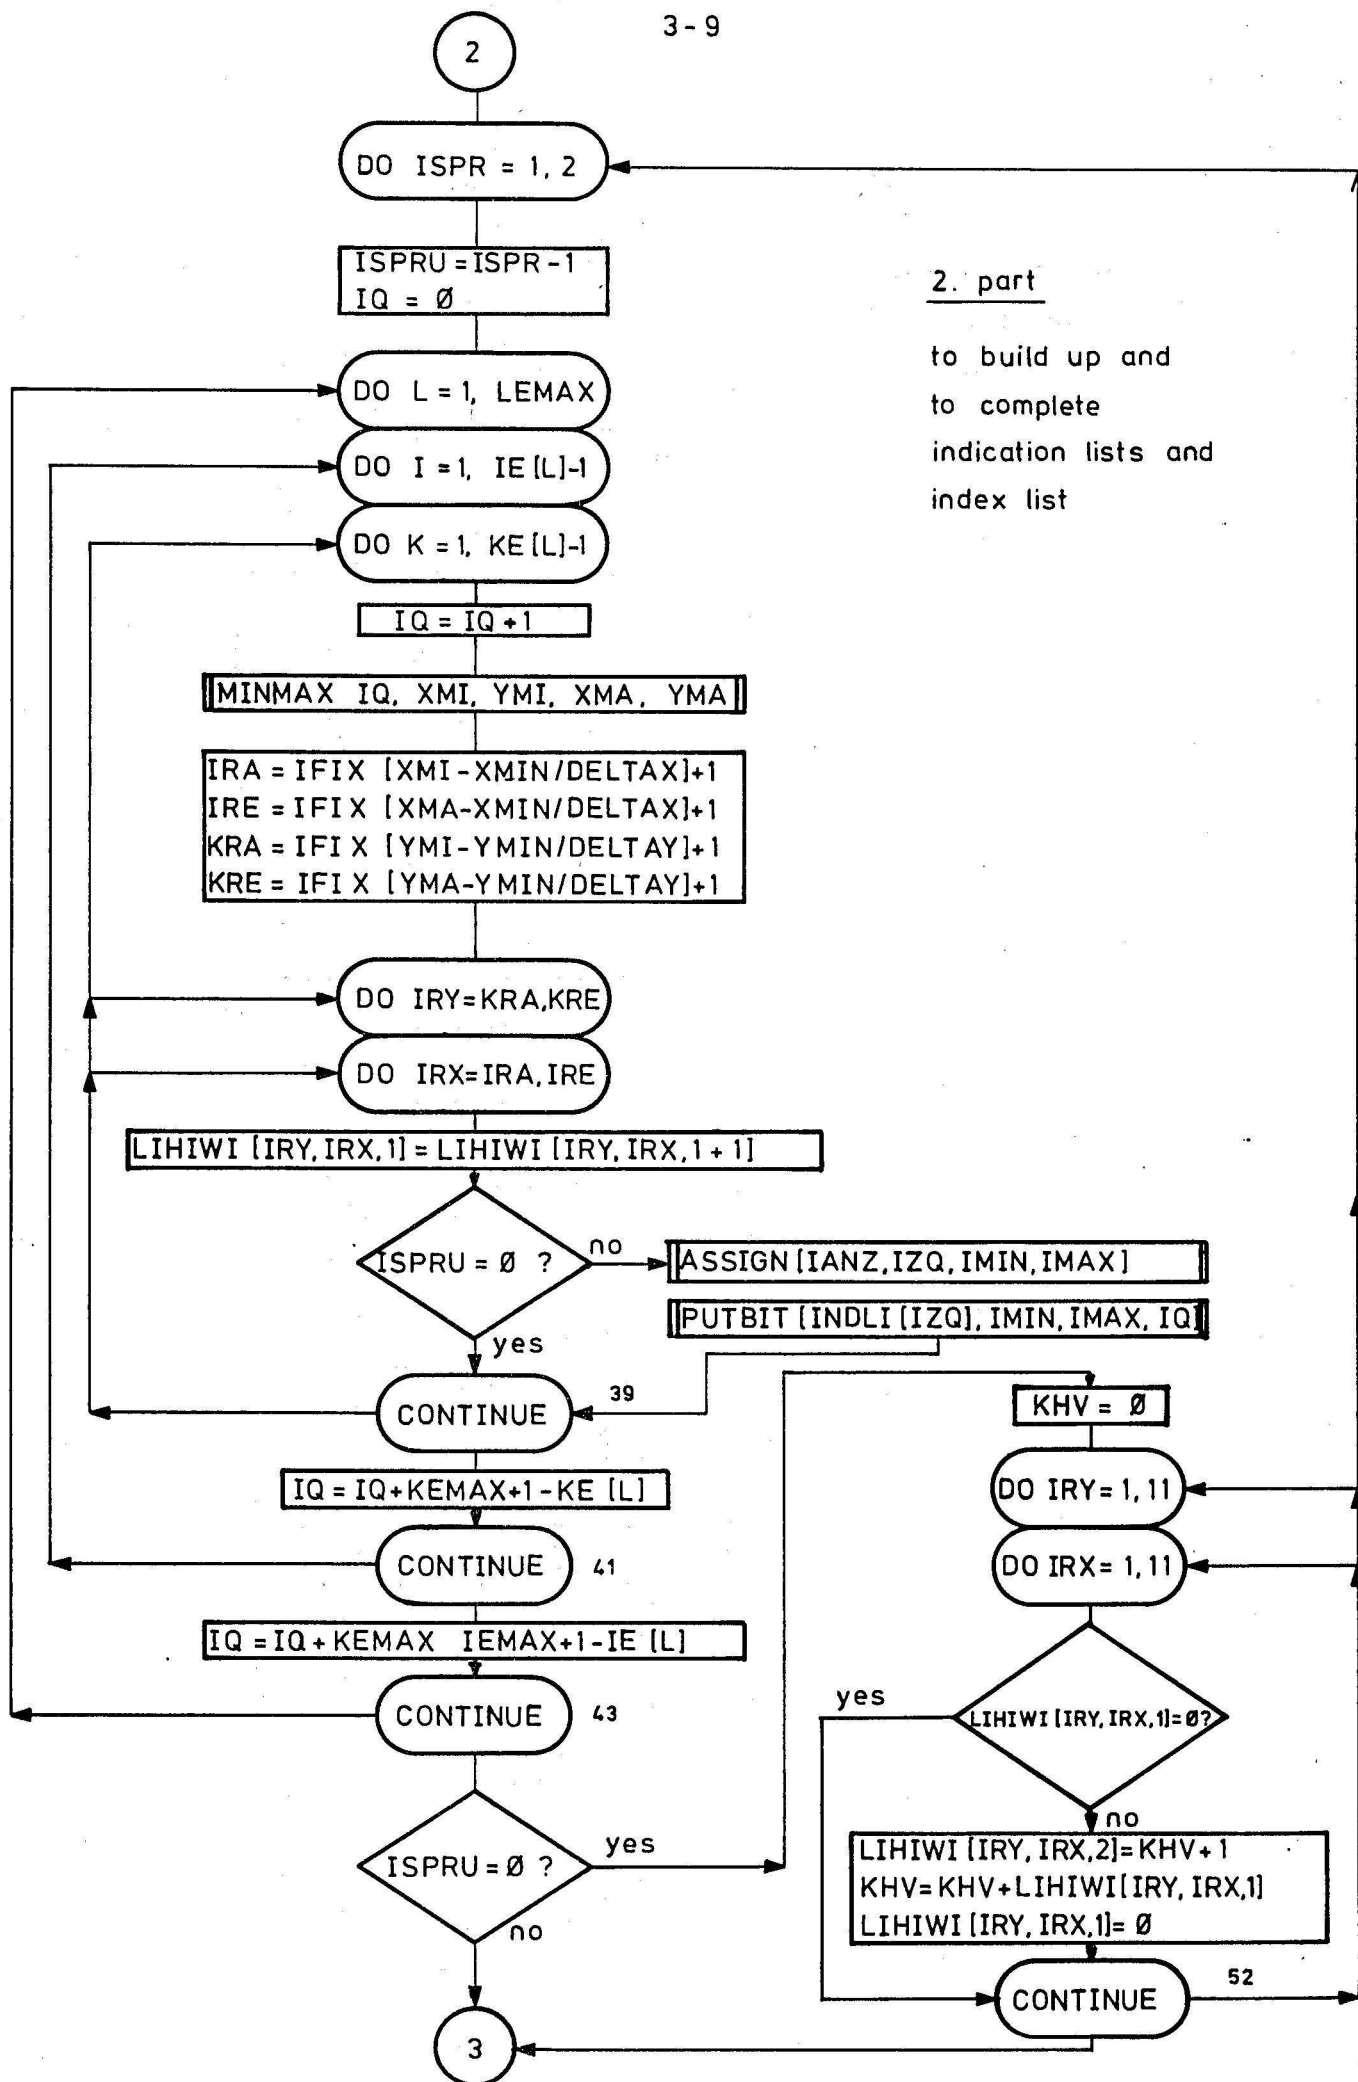 3-9
2
DO ISPR = 1, 2
ISPRU = ISPR -1
IQ = Ø
2. part
to build up and
to complete
indication lists and
index list
DO L = 1, LEMAX
DO I = 1, IE [L]-1
DO K = 1, KE [L]-1
IQ = IQ +1
MINMAX IQ, XMI, YMI, XMA, YMA
IRA = IFIX [XMI-XMIN/DELTAX]+1
IRE = IFIX [XMA-XMIN/DELTAX]+1
KRA = IFIX [YMI-YMIN/DELTAY]+1
KRE = IFIX [YMA-YMIN/DELTAY]+1
DO IRY=KRA,KRE
DO IRX=IRA,IRE
LIHIWI [IRY, IRX,1] = LIHIWI [IRY, IRX,1 + 1]
ISPRU = Ø ?
no
yes
ASSIGN [IANZ,IZQ,IMIN,IMAX]
PUTBIT [INDLI [IZQ], IMIN, IMAX, IQ]
CONTINUE
39
IQ = IQ+KEMAX+1-KE [L]
CONTINUE
41
IQ = IQ + KEMAX IEMAX+1-IE [L]
CONTINUE
43
ISPRU = Ø ?
yes
no
3
KHV = Ø
DO IRY = 1, 11
DO IRX = 1, 11
LIHIWI [IRY, IRX,1]=Ø?
yes
no
LIHIWI [IRY, IRX,2]=KHV+1
KHV=KHV+LIHIWI[IRY, IRX,1]
LIHIWI [IRY, IRX,1]= Ø
CONTINUE
52